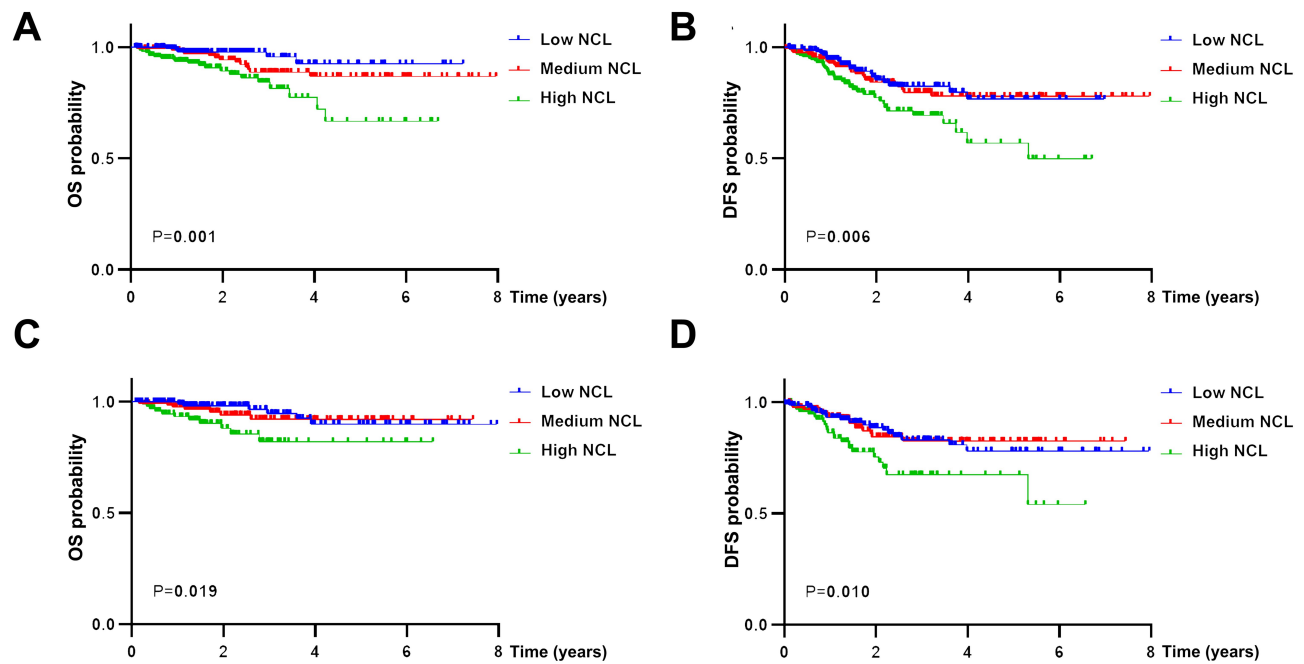 A
OS probability
1.0
0.5
0.0
P=0.001
0 2 4 6 8 Time (years)
Low NCL
Medium NCL
High NCL
B
DFS probability
1.0
0.5
0.0
P=0.006
0 2 4 6 8 Time (years)
Low NCL
Medium NCL
High NCL
C
OS probability
1.0
0.5
0.0
P=0.019
0 2 4 6 8 Time (years)
Low NCL
Medium NCL
High NCL
D
DFS probability
1.0
0.5
0.0
P=0.010
0 2 4 6 8 Time (years)
Low NCL
Medium NCL
High NCL